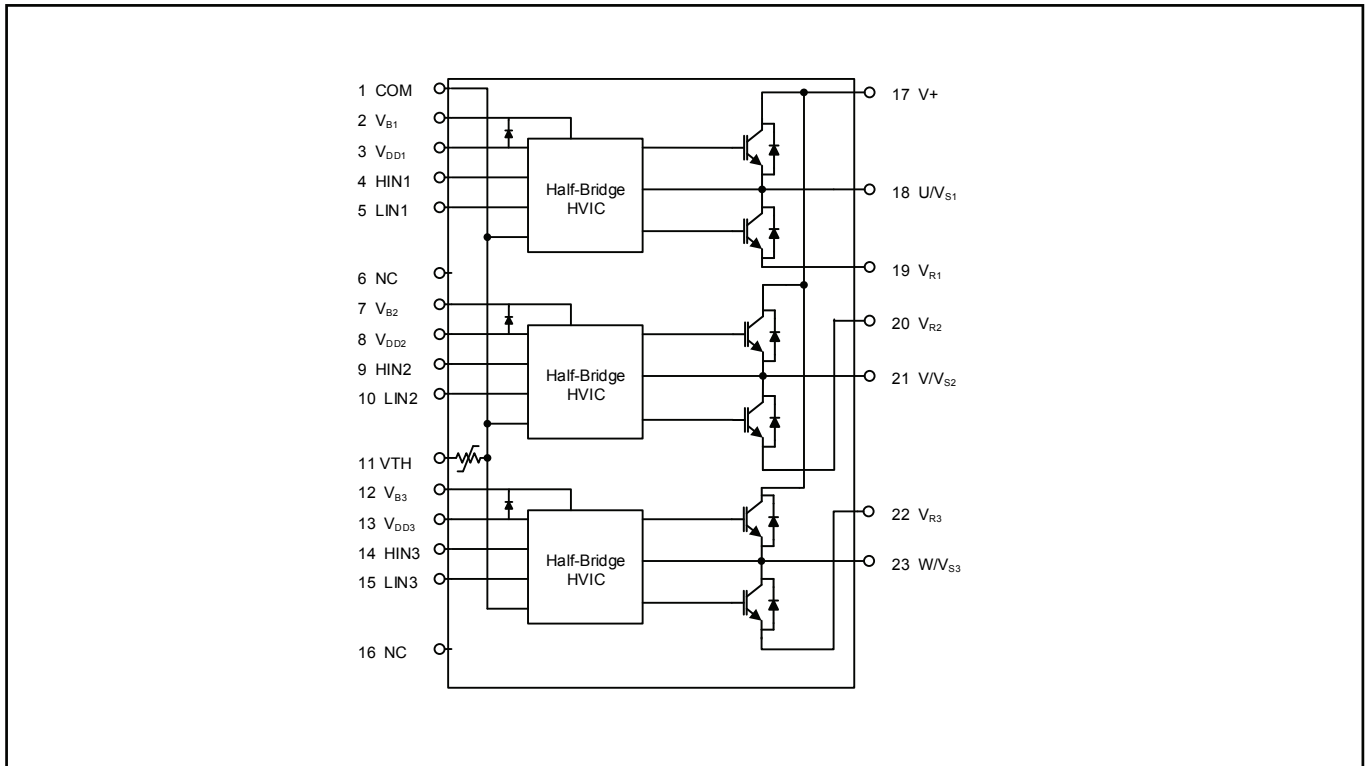 1 COM
2 VB1
3 VDD1
4 HIN1
5 LIN1
6 NC
7 VB2
8 VDD2
9 HIN2
10 LIN2
11 VTH
12 VB3
13 VDD3
14 HIN3
15 LIN3
16 NC
Half-Bridge
HVIC
Half-Bridge
HVIC
Half-Bridge
HVIC
17 V+
18 U/VS1
19 VR1
20 VR2
21 V/VS2
22 VR3
23 W/VS3